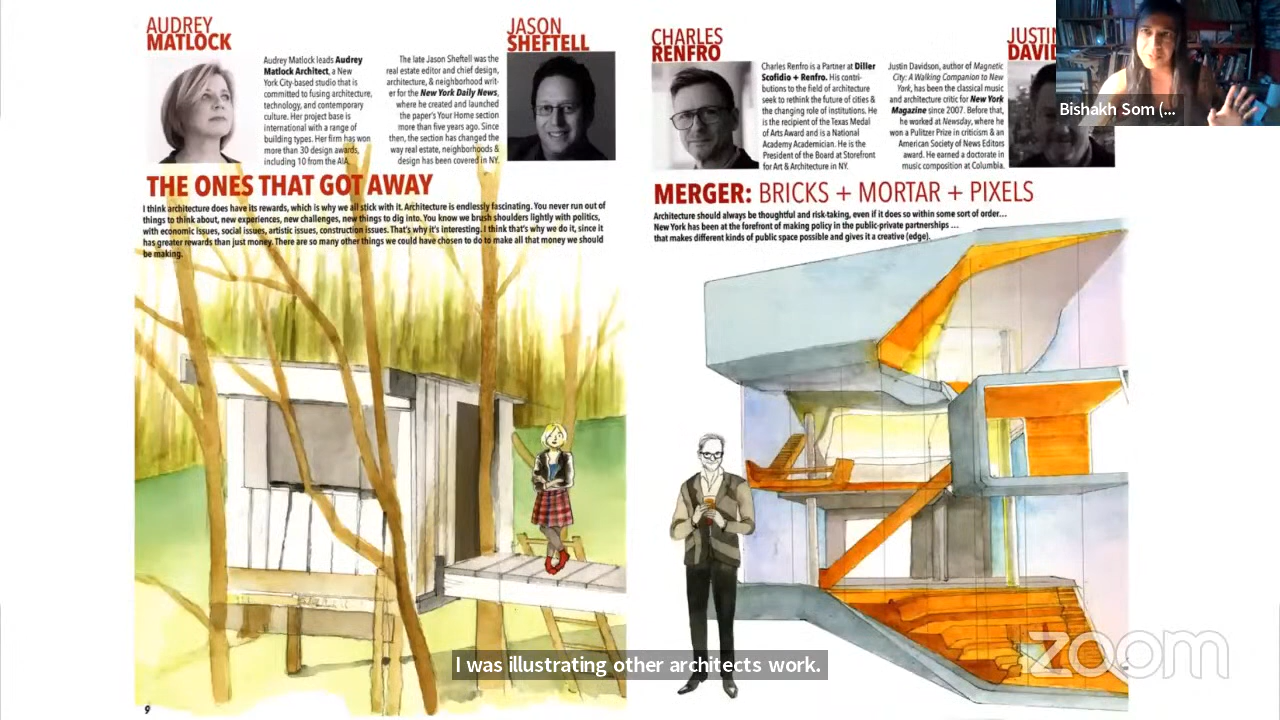 AUDREY
MATLOCK
Audrey Matlock leads Audrey
Matlock Architect, a New
York City-based studio that is
committed to fusing architecture,
technology, and contemporary
culture. Her project base is
international with a range of
building types. Her firm has won
more than 30 design awards,
including 10 from the AIA.
JASON
SHEFTELL
The late Jason Sheftell was the
real estate editor and chief design,
architecture, & neighborhood writ-
er for the New York Daily News,
where he created and launched
the paper's Your Home section
more than five years ago. Since
then, the section has changed the
way real estate, neighborhoods &
design has been covered in NY.
THE ONES THAT GOT AWAY
I think architecture does have its rewards, which is why we all stick with it. Architecture is endlessly fascinating. You never run out of
things to think about, new experiences, new challenges, new things to dig into. You know we brush shoulders lightly with politics,
with economic issues, social issues, artistic issues, construction issues. That's why it's interesting. I think that's why we do it, since it
has greater rewards than just money. There are so many other things we could have chosen to do to make all that money we should
be making.
9
CHARLES
RENFRO
Charles Renfro is a Partner at Diller
Scofidio + Renfro. His contri-
butions to the field of architecture
seek to rethink the future of cities &
the changing role of institutions. He
is the recipient of the Texas Medal
of Arts Award and is a National
Academy Academician. He is the
President of the Board at Storefront
for Art & Architecture in NY.
JUSTIN
DAVID
Justin Davidson, author of Magnetic
City: A Walking Companion to New
York, has been the classical music
and architecture critic for New York
Magazine since 2007. Before that,
he worked at Newsday, where he
won a Pulitzer Prize in criticism & an
American Society of News Editors
award. He earned a doctorate in
music composition at Columbia.
MERGER: BRICKS + MORTAR + PIXELS
Architecture should always be thoughtful and risk-taking, even if it does so within some sort of order...
New York has been at the forefront of making policy in the public-private partnerships ...
that makes different kinds of public space possible and gives it a creative (edge).
Bishakh Som (...
I was illustrating other architects work.
zoom